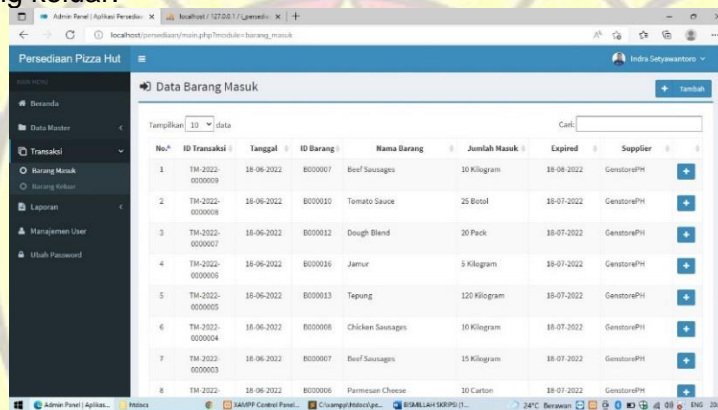 Admin Panel | Aplikasi Persediaa
localhost / 127.0.0.1 /
localhost/persediaan/main.php?module=barang_masuk
Persediaan Pizza Hut
Indra Setyawantoro
MAIN MENU
Beranda
Data Master
Transaksi
Barang Masuk
Barang Keluar
Laporan
Manajemen User
Ubah Password
Data Barang Masuk
Tambah
Tampilkan 10 data
Cari:
No. ID Transaksi Tanggal ID Barang Nama Barang Jumlah Masuk Expired Supplier
1 TM-2022-0000009 18-06-2022 B000007 Beef Sausages 10 Kilogram 18-08-2022 GenstorePH
2 TM-2022-0000008 18-06-2022 B000010 Tomato Sauce 25 Botol 18-07-2022 GenstorePH
3 TM-2022-0000007 18-06-2022 B000012 Dough Blend 20 Pack 18-07-2022 GenstorePH
4 TM-2022-0000006 18-06-2022 B000016 Jamur 5 Kilogram 18-07-2022 GenstorePH
5 TM-2022-0000005 18-06-2022 B000013 Tepung 120 Kilogram 18-07-2022 GenstorePH
6 TM-2022-0000004 18-06-2022 B000008 Chicken Sausages 10 Kilogram 18-07-2022 GenstorePH
7 TM-2022-0000003 18-06-2022 B000007 Beef Sausages 15 Kilogram 18-07-2022 GenstorePH
8 TM-2022- 18-06-2022 B000006 Parmesan Cheese 10 Carton 18-07-2022 GenstorePH
Admin Panel | Aplikas... htdocs XAMPP Control Panel... C:\xampp\htdocs\pe... BISMILLAH SKRIPSI (1... 24°C Berawan ENG